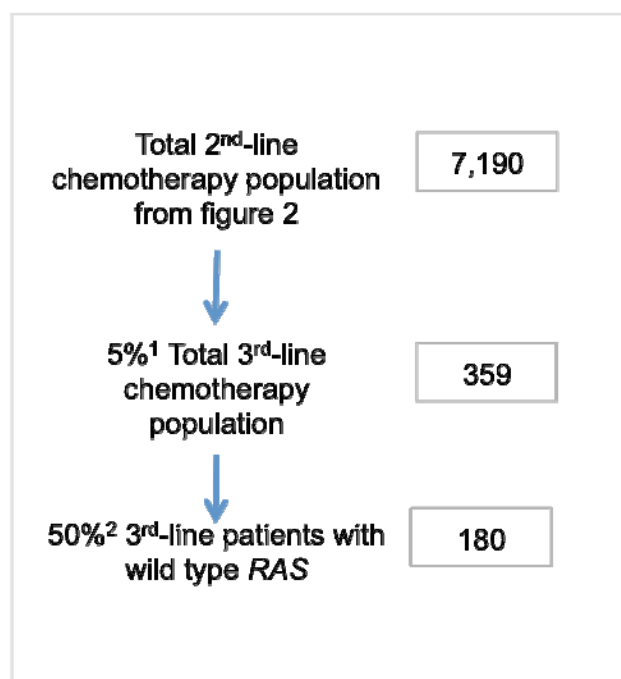 Total 2nd-line
chemotherapy population
from figure 2
7,190
5%1 Total 3rd-line
chemotherapy
population
359
50%2 3rd-line patients with
wild type RAS
180